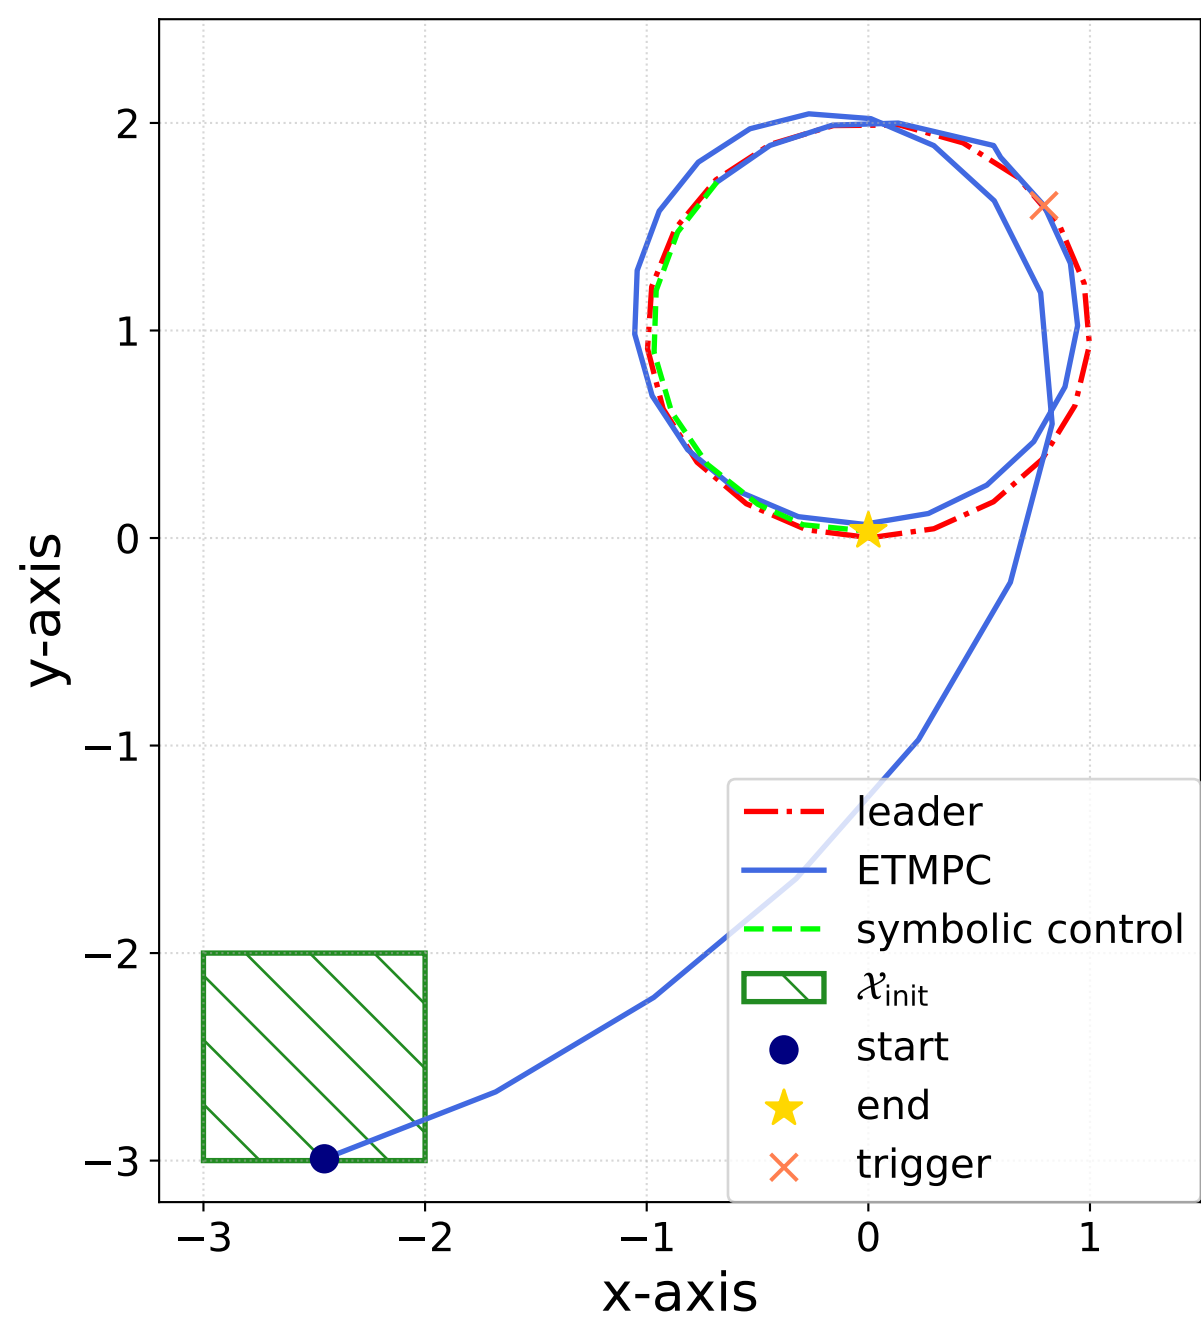 2
1
0
−1
−2
−3
y-axis
leader
ETMPC
symbolic control
𝒳init
start
end
trigger
−3
−2
−1
0
1
x-axis